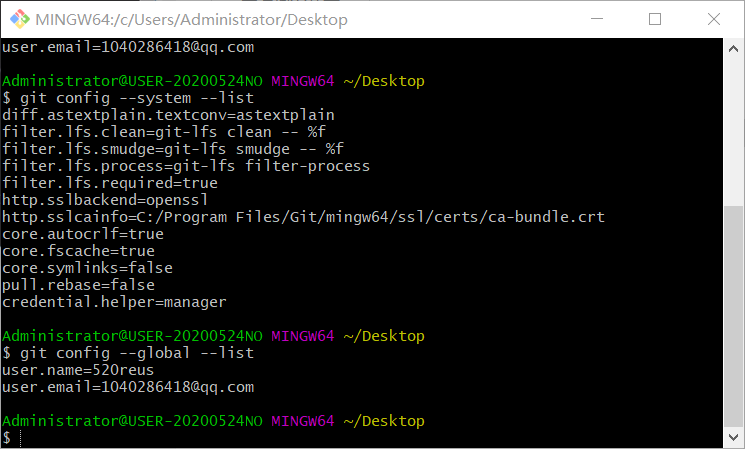 MINGW64:/c/Users/Administrator/Desktop
user.email=1040286418@qq.com
Administrator@USER-20200524NO MINGW64 ~/Desktop
$ git config --system --list
diff.astextplain.textconv=astextplain
filter.lfs.clean=git-lfs clean -- %f
filter.lfs.smudge=git-lfs smudge -- %f
filter.lfs.process=git-lfs filter-process
filter.lfs.required=true
http.sslbackend=openssl
http.sslcainfo=C:/Program Files/Git/mingw64/ssl/certs/ca-bundle.crt
core.autocrlf=true
core.fscache=true
core.symlinks=false
pull.rebase=false
credential.helper=manager
Administrator@USER-20200524NO MINGW64 ~/Desktop
$ git config --global --list
user.name=520reus
user.email=1040286418@qq.com
Administrator@USER-20200524NO MINGW64 ~/Desktop
$